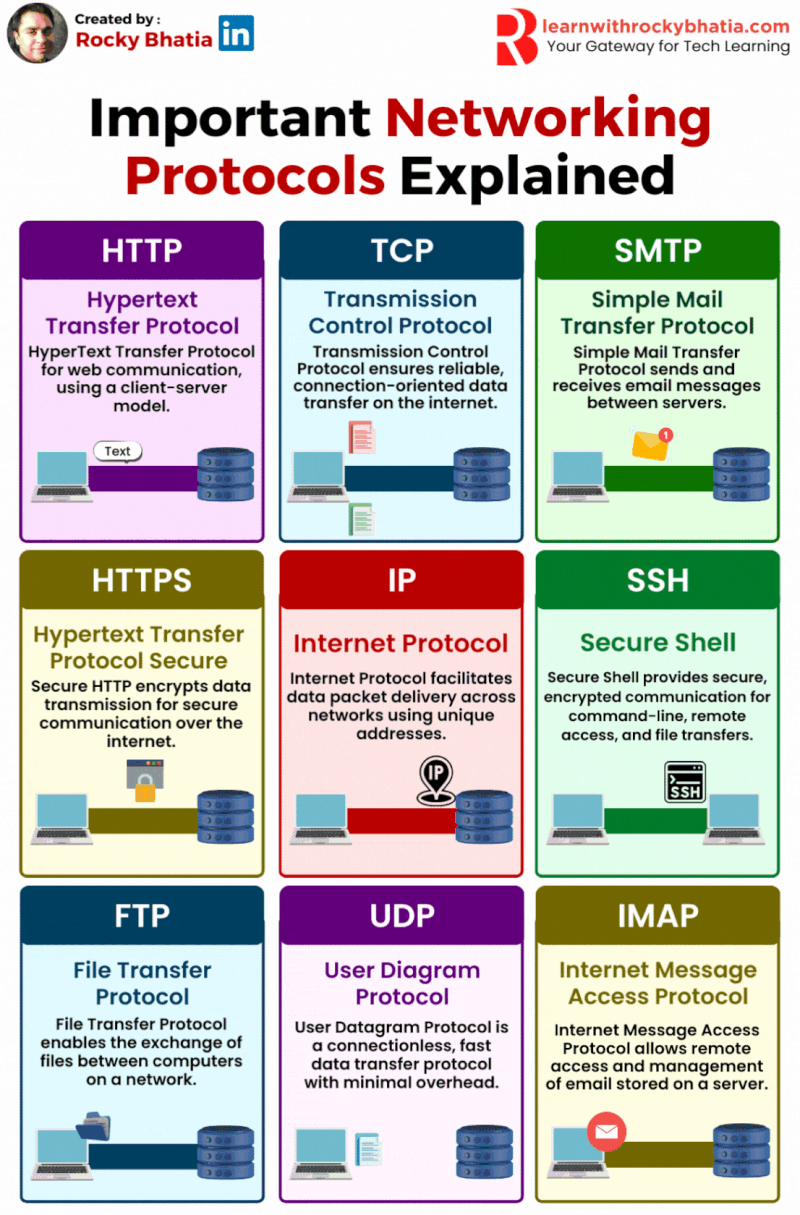 Created by :
Rocky Bhatia in
learnwithrockybhatia.com
Your Gateway for Tech Learning
Important Networking
Protocols Explained
HTTP
Hypertext
Transfer Protocol
HyperText Transfer Protocol
for web communication,
using a client-server
model.
Text
TCP
Transmission
Control Protocol
Transmission Control
Protocol ensures reliable,
connection-oriented data
transfer on the internet.
SMTP
Simple Mail
Transfer Protocol
Simple Mail Transfer
Protocol sends and
receives email messages
between servers.
1
HTTPS
Hypertext Transfer
Protocol Secure
Secure HTTP encrypts data
transmission for secure
communication over the
internet.
IP
Internet Protocol
Internet Protocol facilitates
data packet delivery across
networks using unique
addresses.
IP
SSH
Secure Shell
Secure Shell provides secure,
encrypted communication for
command-line, remote
access, and file transfers.
SSH
FTP
File Transfer
Protocol
File Transfer Protocol
enables the exchange of
files between computers
on a network.
UDP
User Diagram
Protocol
User Datagram Protocol is
a connectionless, fast
data transfer protocol
with minimal overhead.
IMAP
Internet Message
Access Protocol
Internet Message Access
Protocol allows remote
access and management
of email stored on a server.